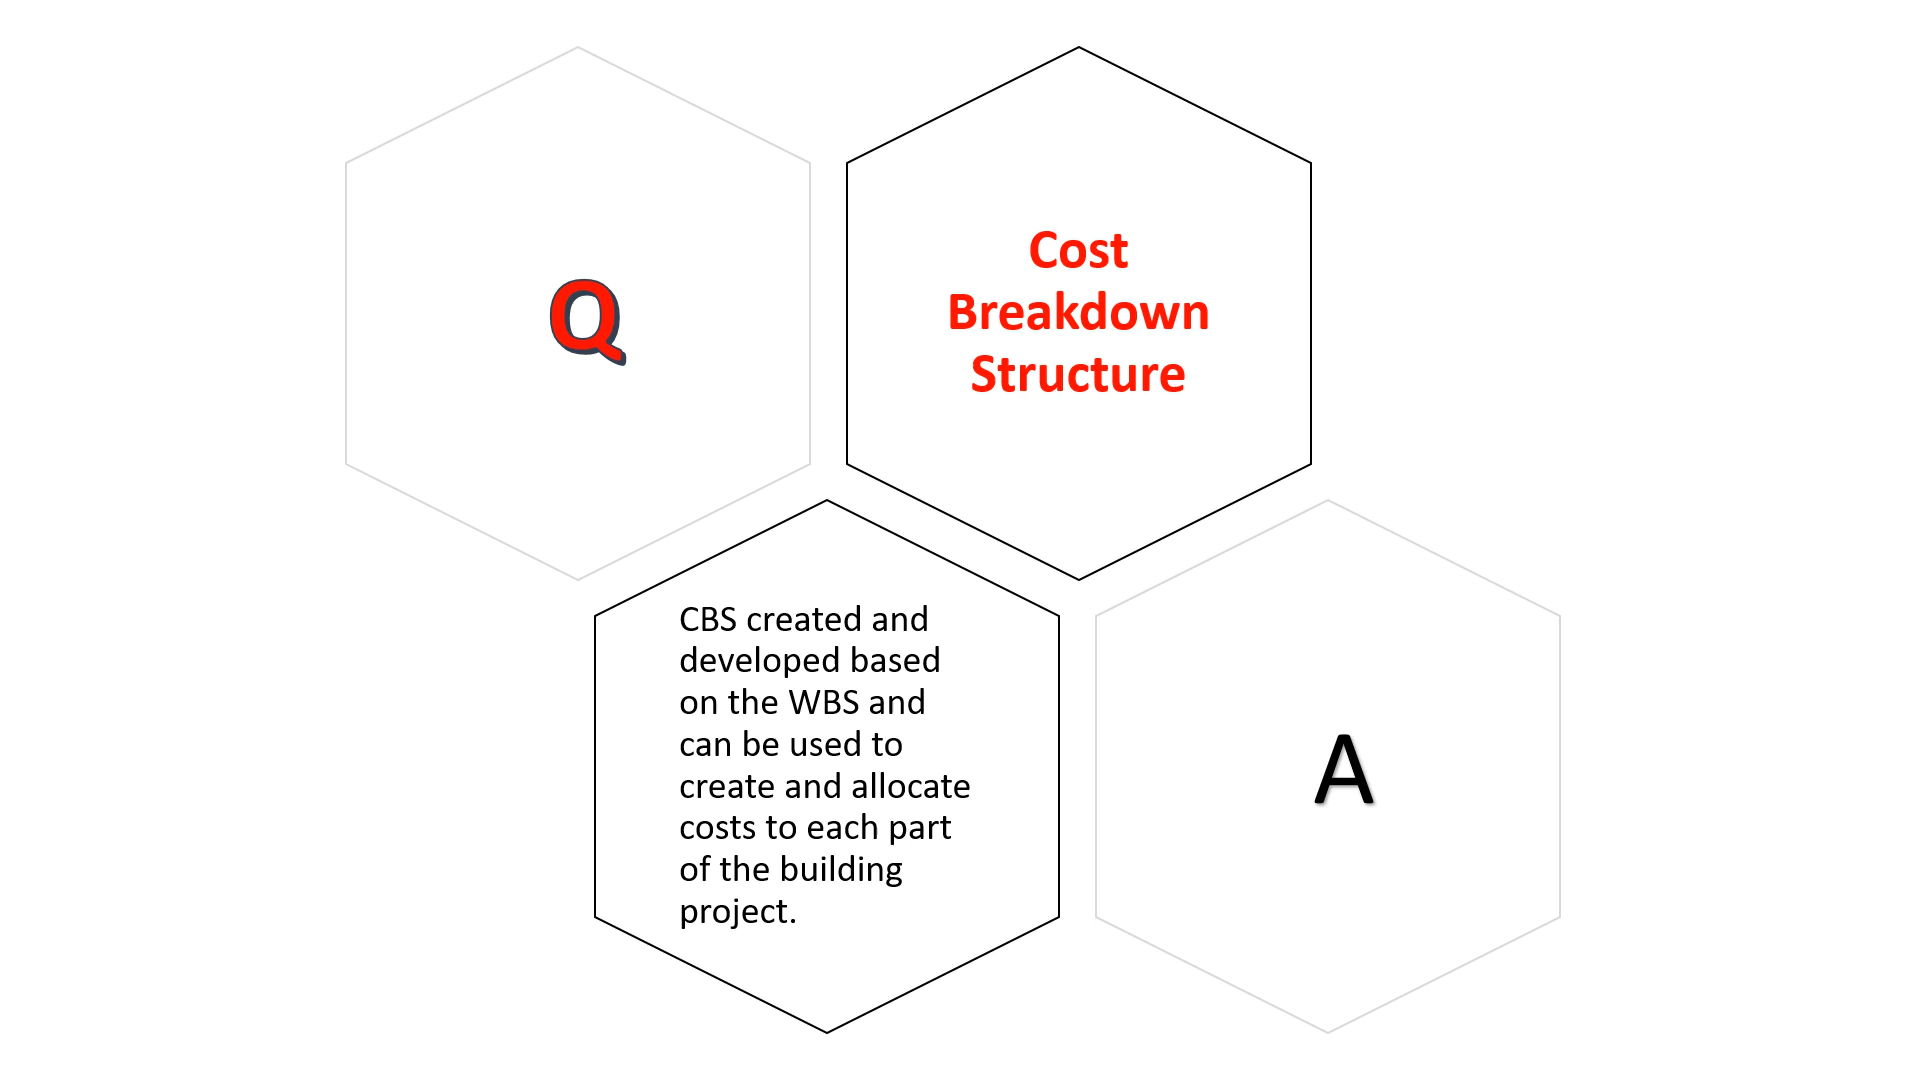 Q
Cost
Breakdown
Structure
CBS created and
developed based
on the WBS and
can be used to
create and allocate
costs to each part
of the building
project.
A